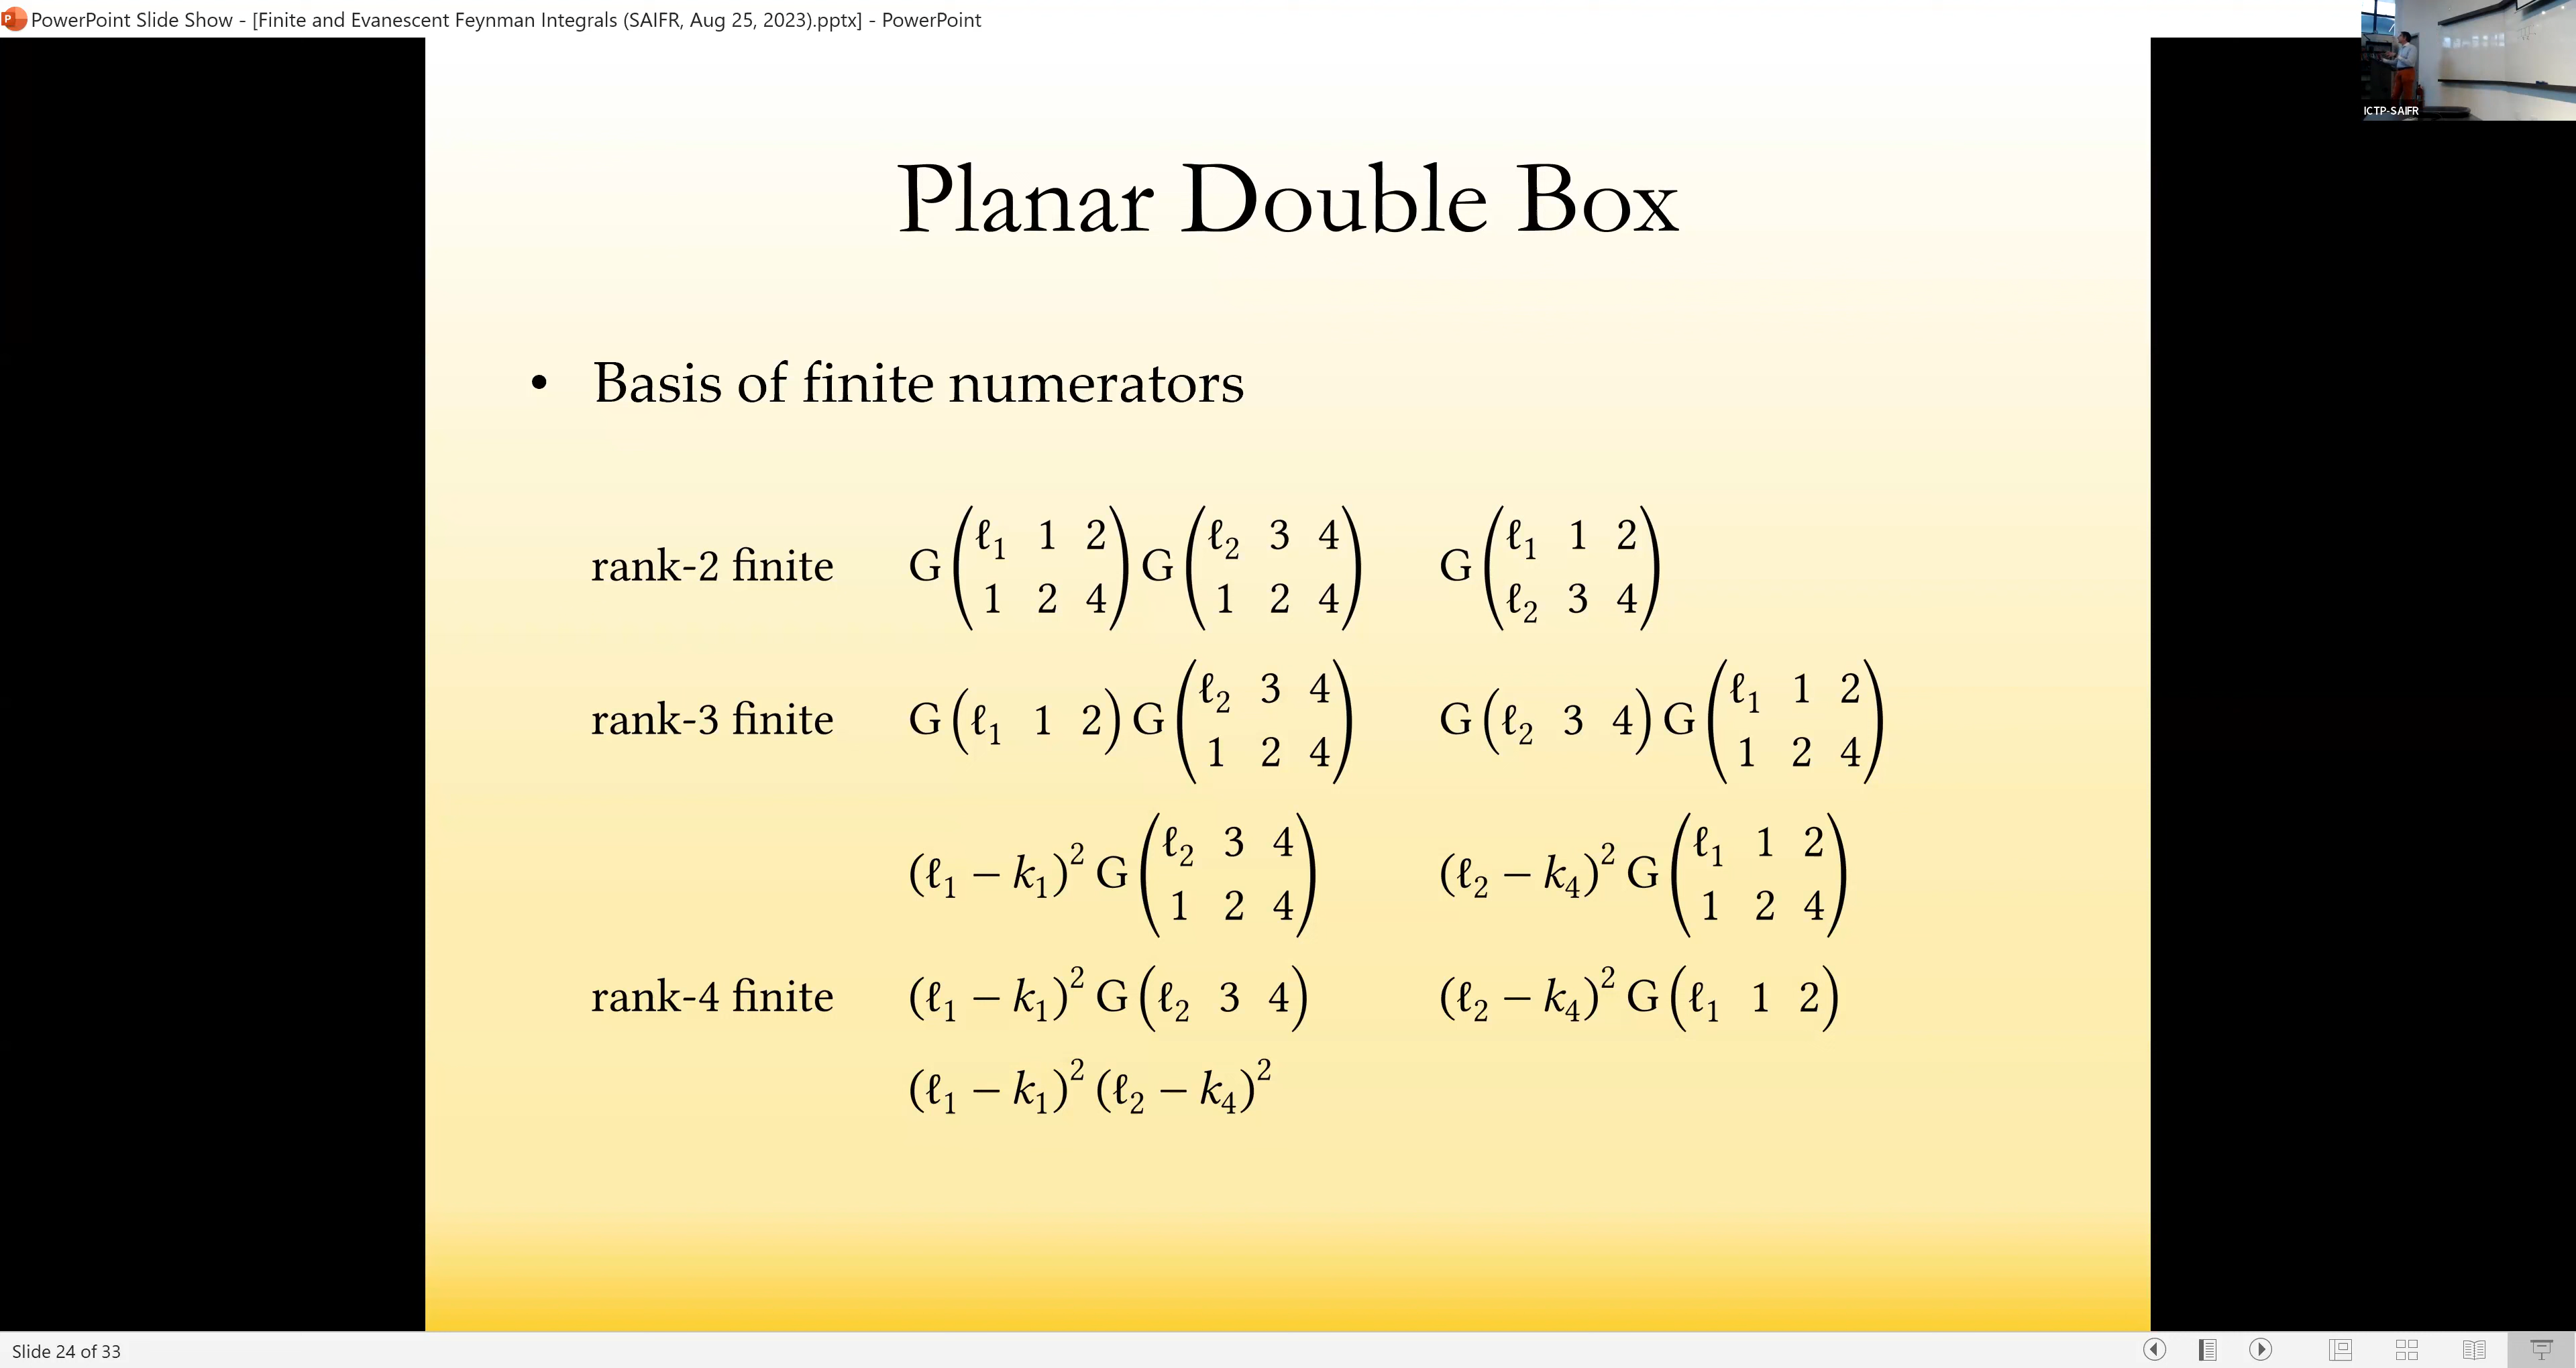 PowerPoint Slide Show - [Finite and Evanescent Feynman Integrals (SAIFR, Aug 25, 2023).pptx] - PowerPoint
ICTP-SAIFR
Planar Double Box
• Basis of finite numerators
rank-2 finite G(ℓ₁ 1 2 / 1 2 4) G(ℓ₂ 3 4 / 1 2 4) G(ℓ₁ 1 2 / ℓ₂ 3 4)
rank-3 finite G(ℓ₁ 1 2) G(ℓ₂ 3 4 / 1 2 4) G(ℓ₂ 3 4) G(ℓ₁ 1 2 / 1 2 4)
(ℓ₁ − k₁)² G(ℓ₂ 3 4 / 1 2 4) (ℓ₂ − k₄)² G(ℓ₁ 1 2 / 1 2 4)
rank-4 finite (ℓ₁ − k₁)² G(ℓ₂ 3 4) (ℓ₂ − k₄)² G(ℓ₁ 1 2)
(ℓ₁ − k₁)² (ℓ₂ − k₄)²
Slide 24 of 33